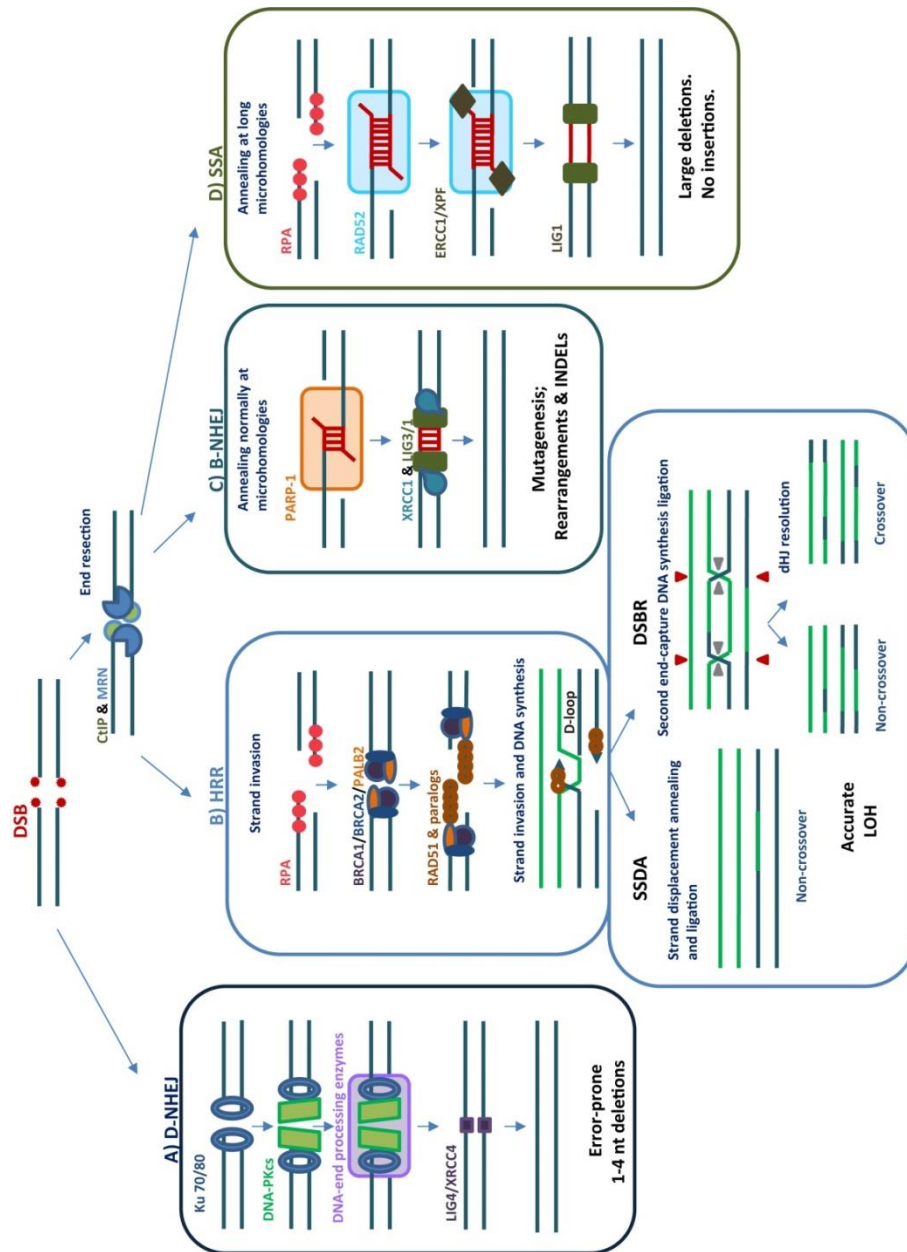 DSB
CtIP & MRN
End resection
A) D-NHEJ
Ku 70/80
DNA-PKcs
DNA-end processing enzymes
LIG4/XRCC4
Error-prone
1-4 nt deletions
B) HRR
Strand invasion
RPA
BRCA1/BRCA2/PALB2
RAD51 & paralogs
Strand invasion and DNA synthesis
D-loop
SSDA
Strand displacement annealing
and ligation
Non-crossover
DSBR
Second end-capture DNA synthesis ligation
dHJ resolution
Non-crossover
Crossover
Accurate
LOH
C) B-NHEJ
Annealing normally at
microhomologies
PARP-1
XRCC1 & LIG3/1
Mutagenesis;
Rearrangements & INDELs
D) SSA
Annealing at long
microhomologies
RPA
RAD52
ERCC1/XPF
LIG1
Large deletions.
No insertions.